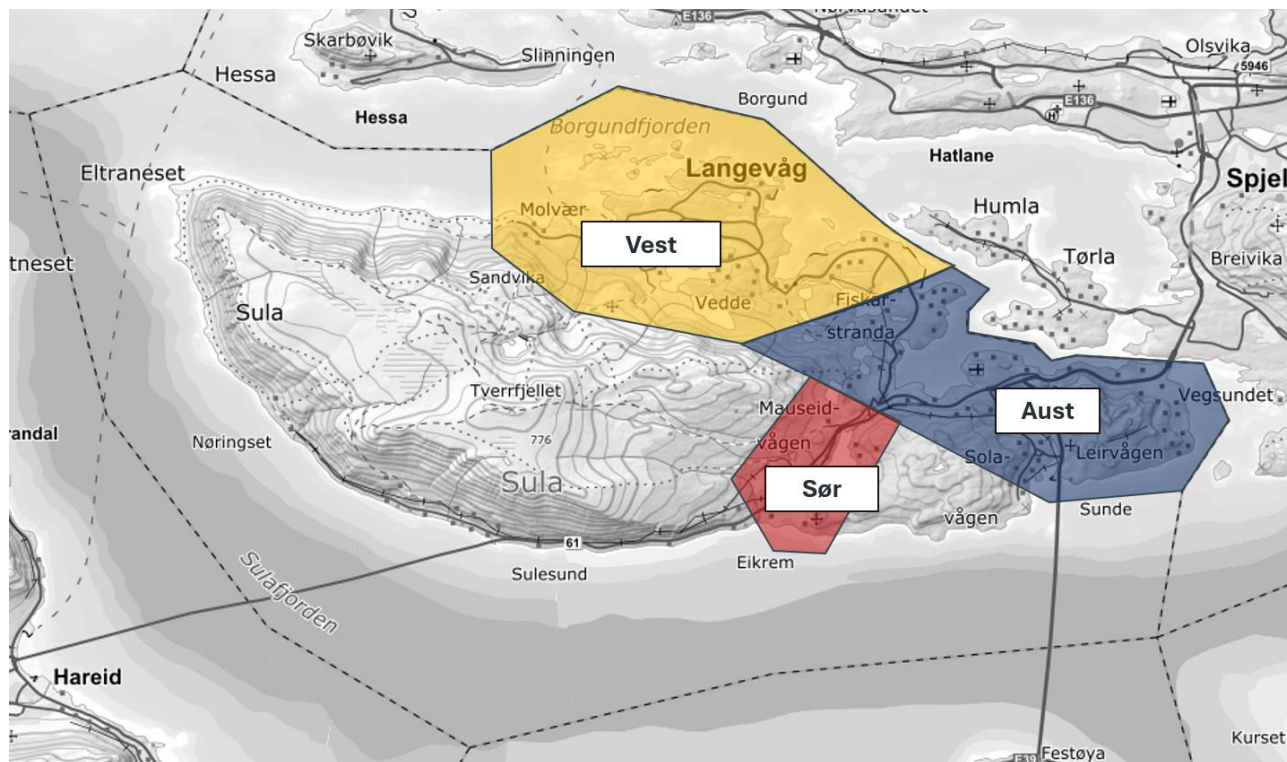 E136
Nørvasundet
Skarbøvik
Slinningen
Olsvika
Hessa
5946
Borgund
E136
Hessa
Borgundfjorden
H
Hatlane
Langevåg
Eltraneset
Spjel
Molvær-
Humla
Vest
Tørla
Breivika
tneset
Sandvika
Vedde
Fiskar-
stranda
Sula
Tverrfjellet
Vegsundet
Mauseid-
vågen
Aust
randal
Nøringset
776
Sola-
Leirvågen
Sula
Sør
vågen
Sunde
61
Eikrem
Sulesund
Sulafjorden
Hareid
Kurset
Festøya
E39